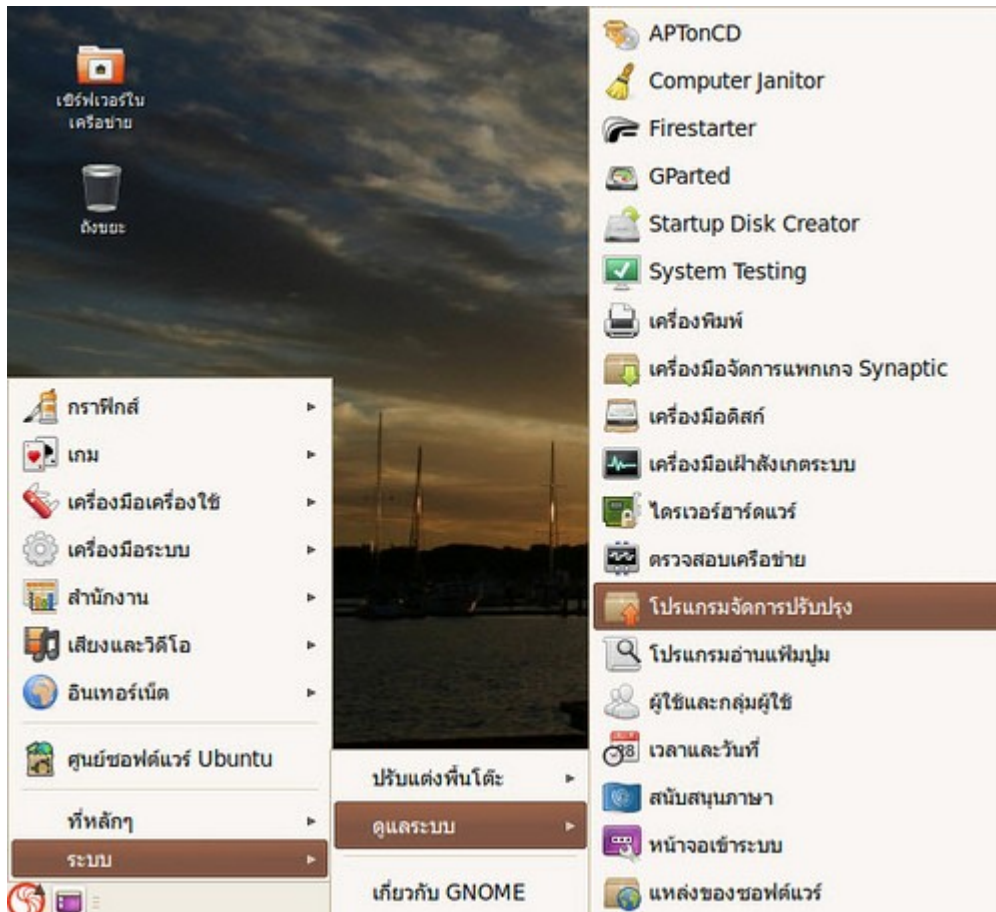 เซิร์ฟเวอร์ใน
เครือข่าย
ถังขยะ
กราฟิกส์
เกม
เครื่องมือเครื่องใช้
เครื่องมือระบบ
สำนักงาน
เสียงและวิดีโอ
อินเทอร์เน็ต
ศูนย์ซอฟต์แวร์ Ubuntu
ที่หลักๆ
ระบบ
ปรับแต่งพื้นโต๊ะ
ดูแลระบบ
เกี่ยวกับ GNOME
APTonCD
Computer Janitor
Firestarter
GParted
Startup Disk Creator
System Testing
เครื่องพิมพ์
เครื่องมือจัดการแพกเกจ Synaptic
เครื่องมือดิสก์
เครื่องมือเฝ้าสังเกตระบบ
ไดรเวอร์ฮาร์ดแวร์
ตรวจสอบเครือข่าย
โปรแกรมจัดการปรับปรุง
โปรแกรมอ่านแฟ้มปูม
ผู้ใช้และกลุ่มผู้ใช้
เวลาและวันที่
สนับสนุนภาษา
หน้าจอเข้าระบบ
แหล่งของซอฟต์แวร์